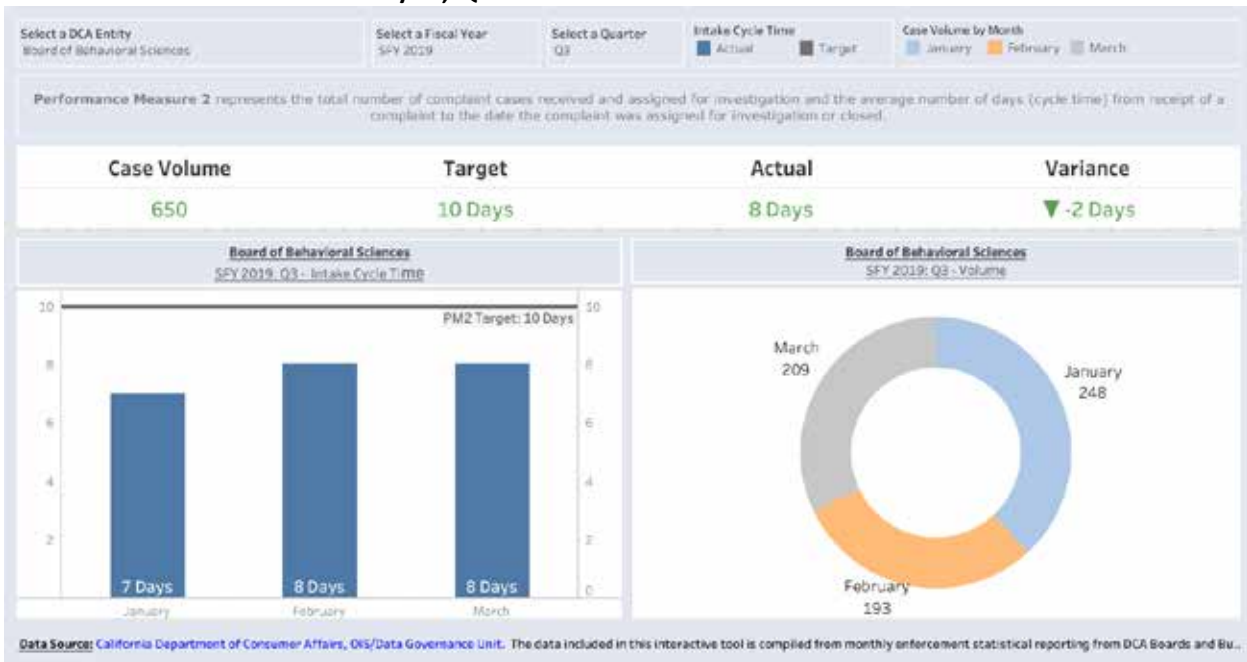 Select a DCA Entity
Board of Behavioral Sciences
Select a Fiscal Year
SFY 2019
Select a Quarter
Q3
Intake Cycle Time
Actual Target
Case Volume by Month
January February March
Performance Measure 2 represents the total number of complaint cases received and assigned for investigation and the average number of days (cycle time) from receipt of a
complaint to the date the complaint was assigned for investigation or closed.
Case Volume Target Actual Variance
650 10 Days 8 Days ▼ -2 Days
Board of Behavioral Sciences
SFY 2019: Q3 - Intake Cycle Time
10
8
6
4
2
PM2 Target: 10 Days
10
8
6
4
2
0
7 Days 8 Days 8 Days
January February March
Board of Behavioral Sciences
SFY 2019: Q3 - Volume
March
209
January
248
February
193
Data Source: California Department of Consumer Affairs, OIS/Data Governance Unit. The data included in this interactive tool is compiled from monthly enforcement statistical reporting from DCA Boards and Bu...